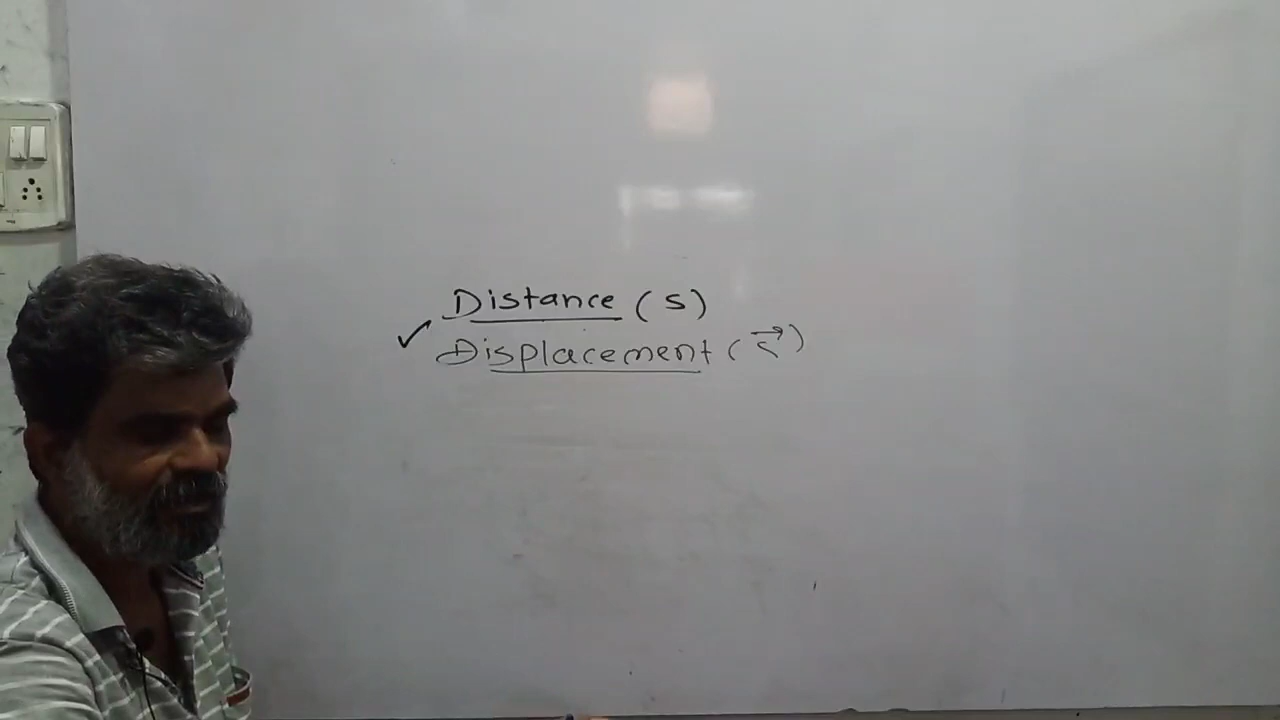 Distance (s)
✓ Displacement (s⃗)